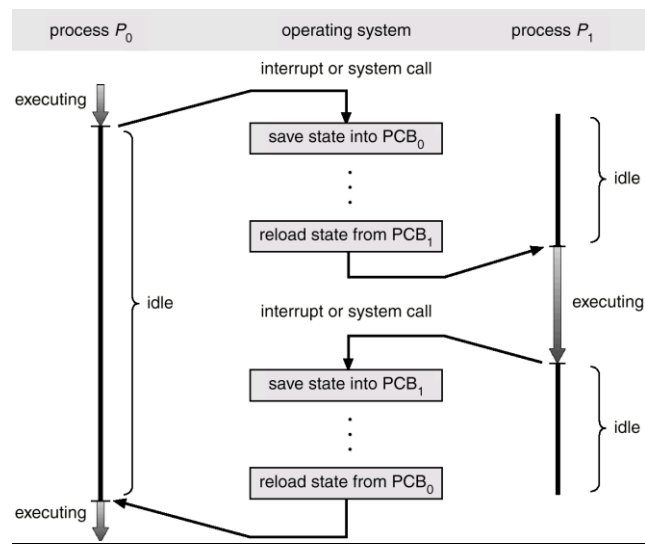 process P0 operating system process P1
interrupt or system call
executing
save state into PCB0
idle
reload state from PCB1
idle
executing
interrupt or system call
save state into PCB1
idle
reload state from PCB0
executing